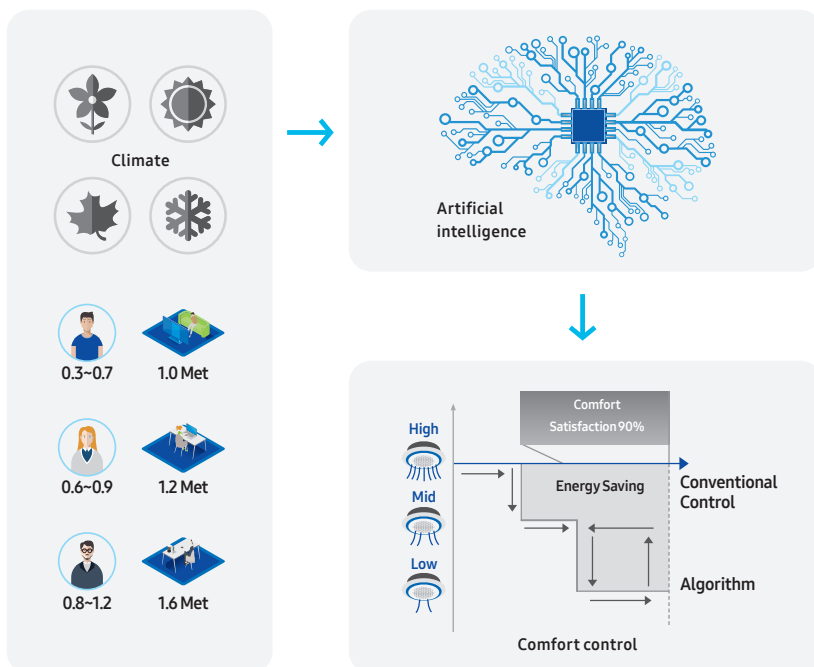 Climate
0.3~0.7
1.0 Met
0.6~0.9
1.2 Met
0.8~1.2
1.6 Met
Artificial
intelligence
Comfort
Satisfaction 90%
High
Mid
Low
Energy Saving
Conventional
Control
Algorithm
Comfort control